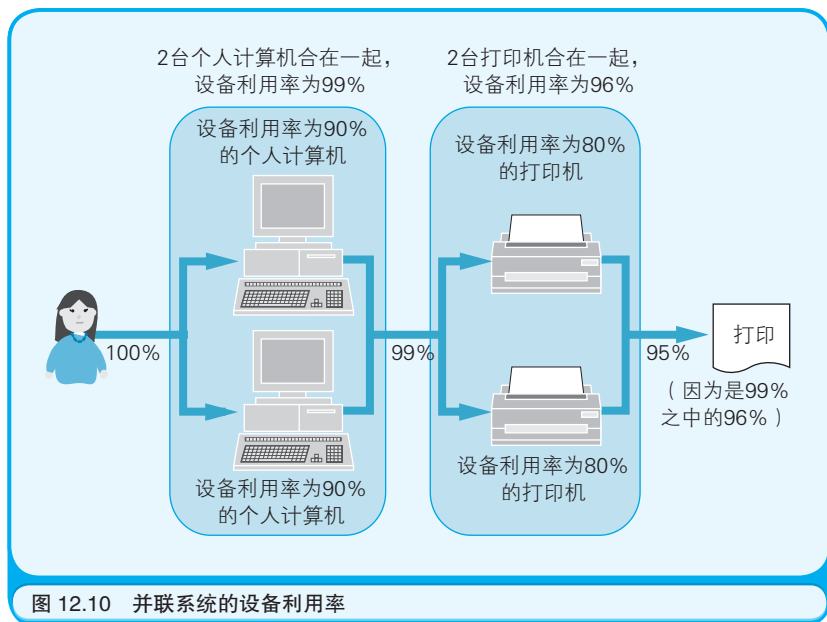 2台个人计算机合在一起，
设备利用率为99%
2台打印机合在一起，
设备利用率为96%
设备利用率为90%
的个人计算机
设备利用率为80%
的打印机
100%
99%
95%
打印
（因为是99%
之中的96%）
设备利用率为90%
的个人计算机
设备利用率为80%
的打印机
图 12.10 并联系统的设备利用率